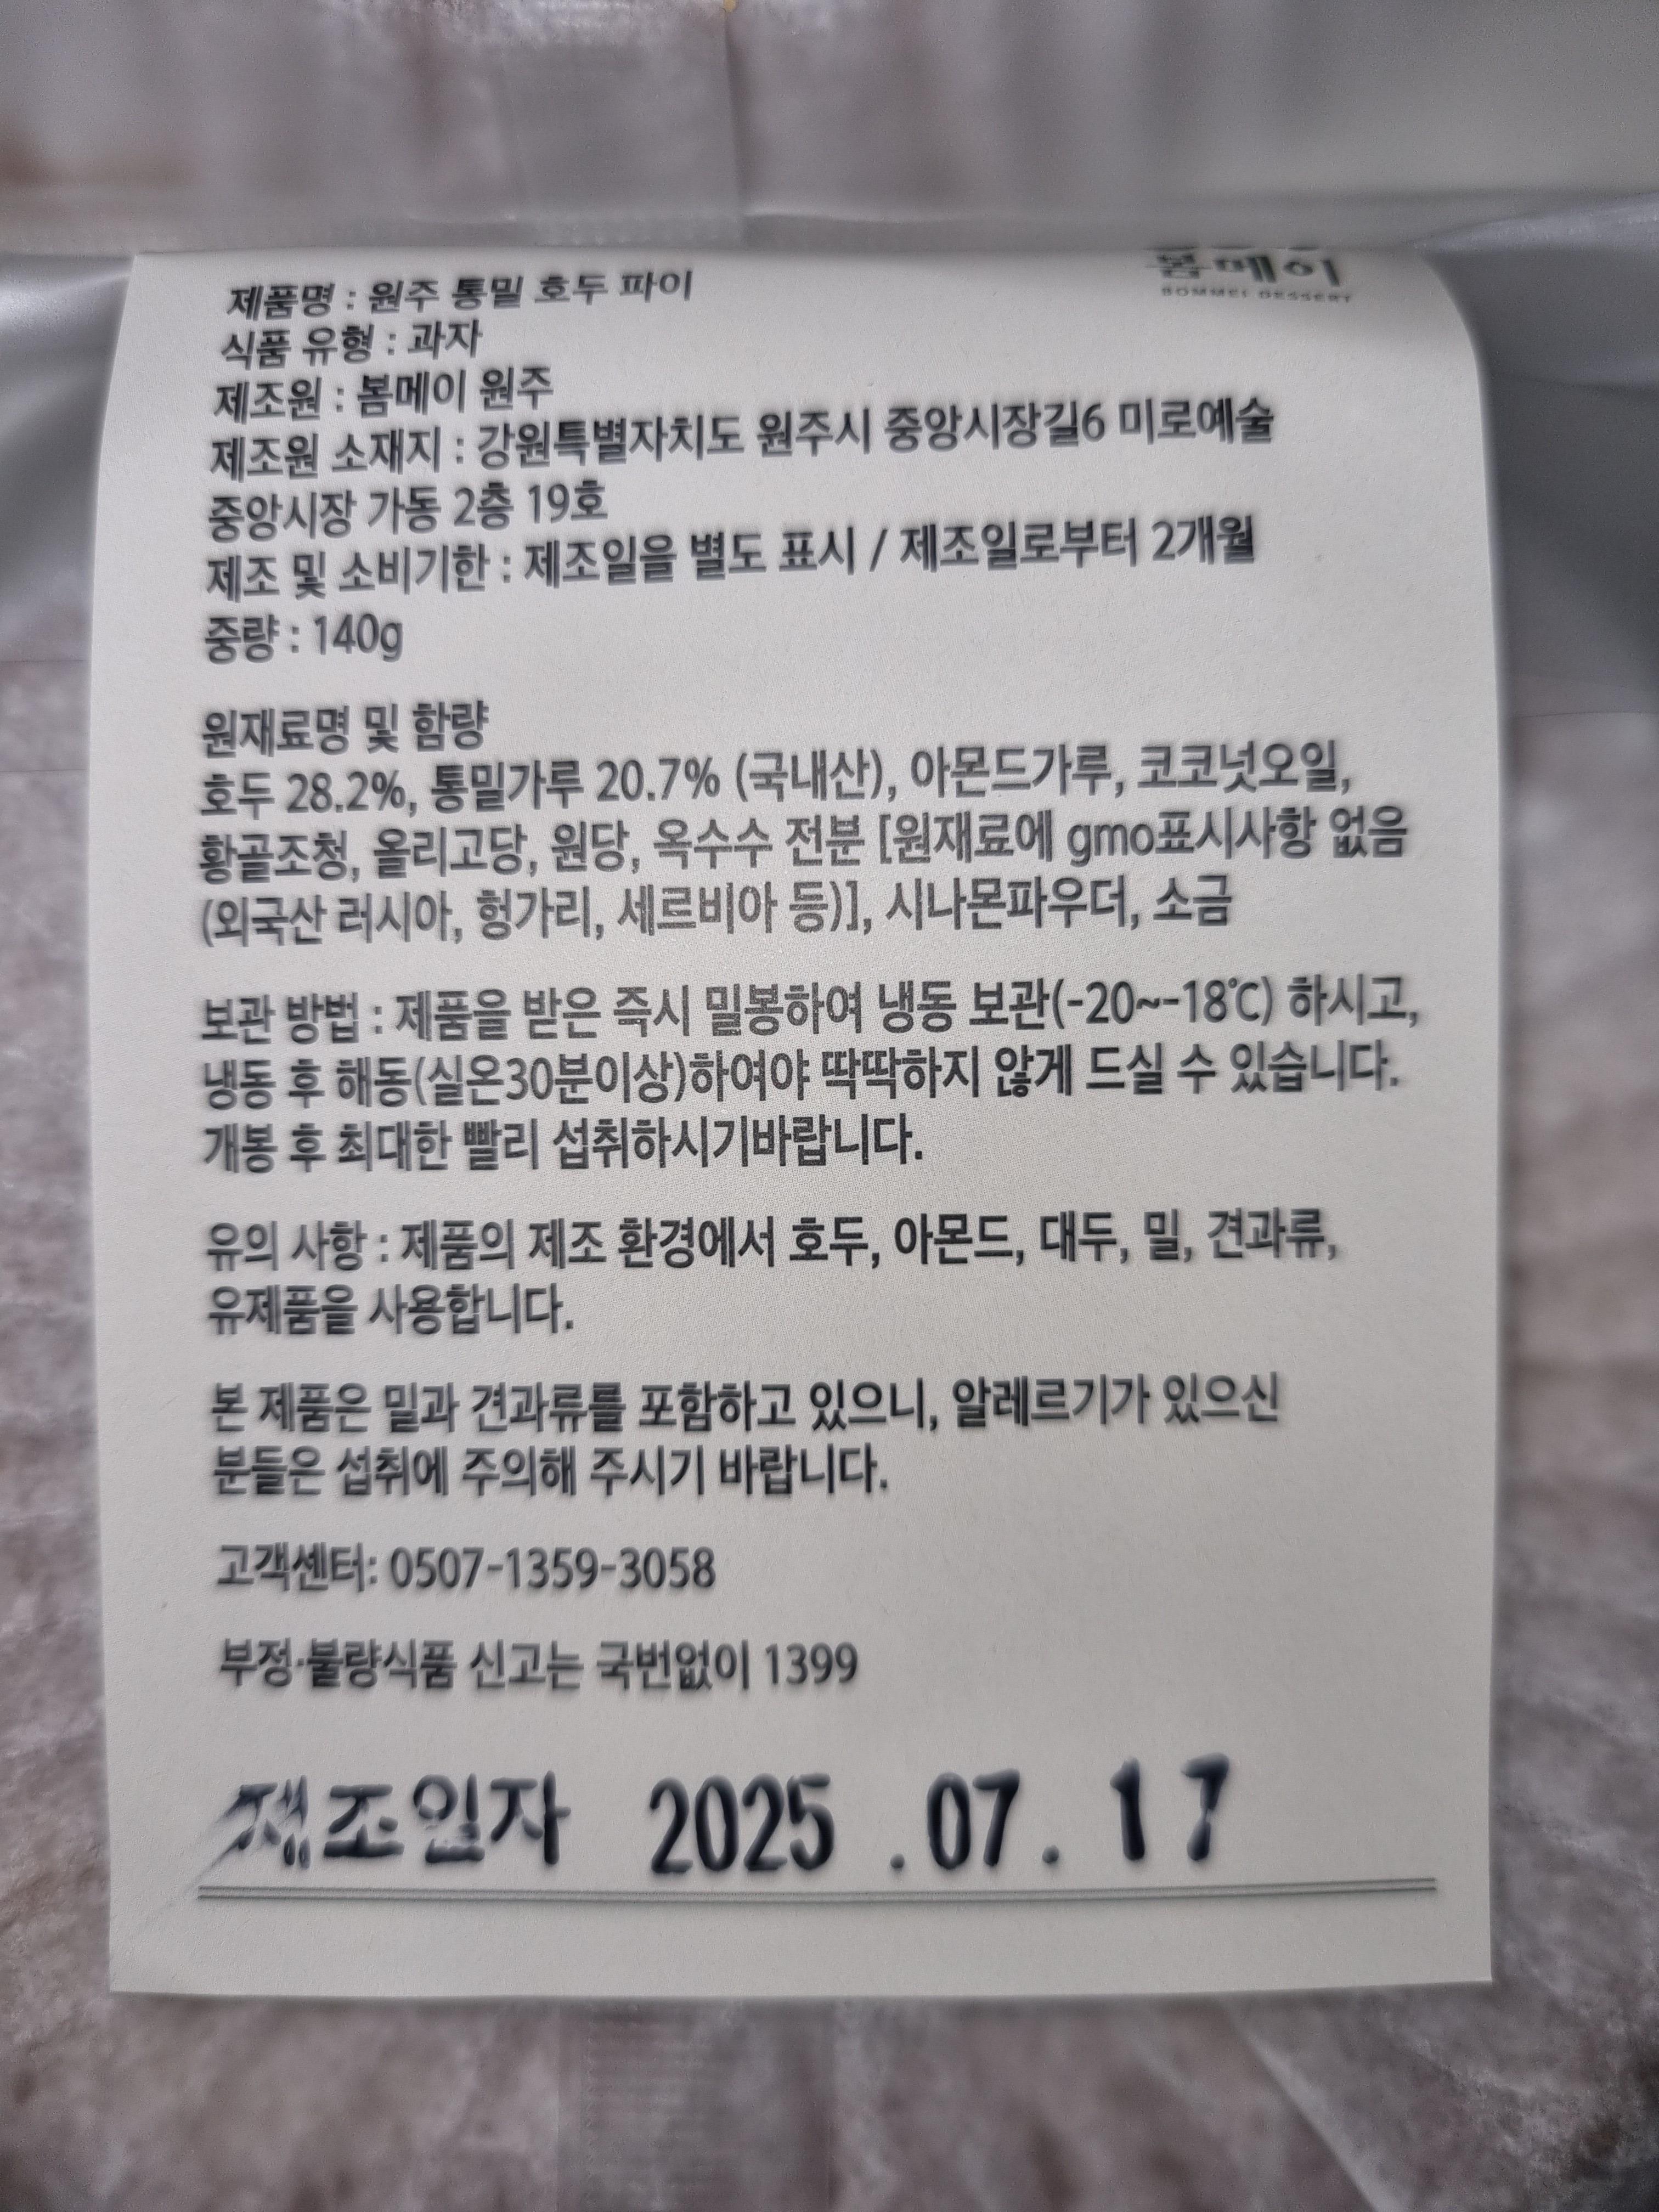 봄메이
BOMMEI DESSERT
제품명 : 원주 통밀 호두 파이
식품 유형 : 과자
제조원 : 봄메이 원주
제조원 소재지 : 강원특별자치도 원주시 중앙시장길6 미로예술
중앙시장 가동 2층 19호
제조 및 소비기한 : 제조일을 별도 표시 / 제조일로부터 2개월
중량 : 140g
원재료명 및 함량
호두 28.2%, 통밀가루 20.7% (국내산), 아몬드가루, 코코넛오일,
황골조청, 올리고당, 원당, 옥수수 전분 [원재료에 gmo표시사항 없음
(외국산 러시아, 헝가리, 세르비아 등)], 시나몬파우더, 소금
보관 방법 : 제품을 받은 즉시 밀봉하여 냉동 보관(-20~-18℃) 하시고,
냉동 후 해동(실온30분이상)하여야 딱딱하지 않게 드실 수 있습니다.
개봉 후 최대한 빨리 섭취하시기바랍니다.
유의 사항 : 제품의 제조 환경에서 호두, 아몬드, 대두, 밀, 견과류,
유제품을 사용합니다.
본 제품은 밀과 견과류를 포함하고 있으니, 알레르기가 있으신
분들은 섭취에 주의해 주시기 바랍니다.
고객센터: 0507-1359-3058
부정·불량식품 신고는 국번없이 1399
제조일자 2025 . 07 . 17